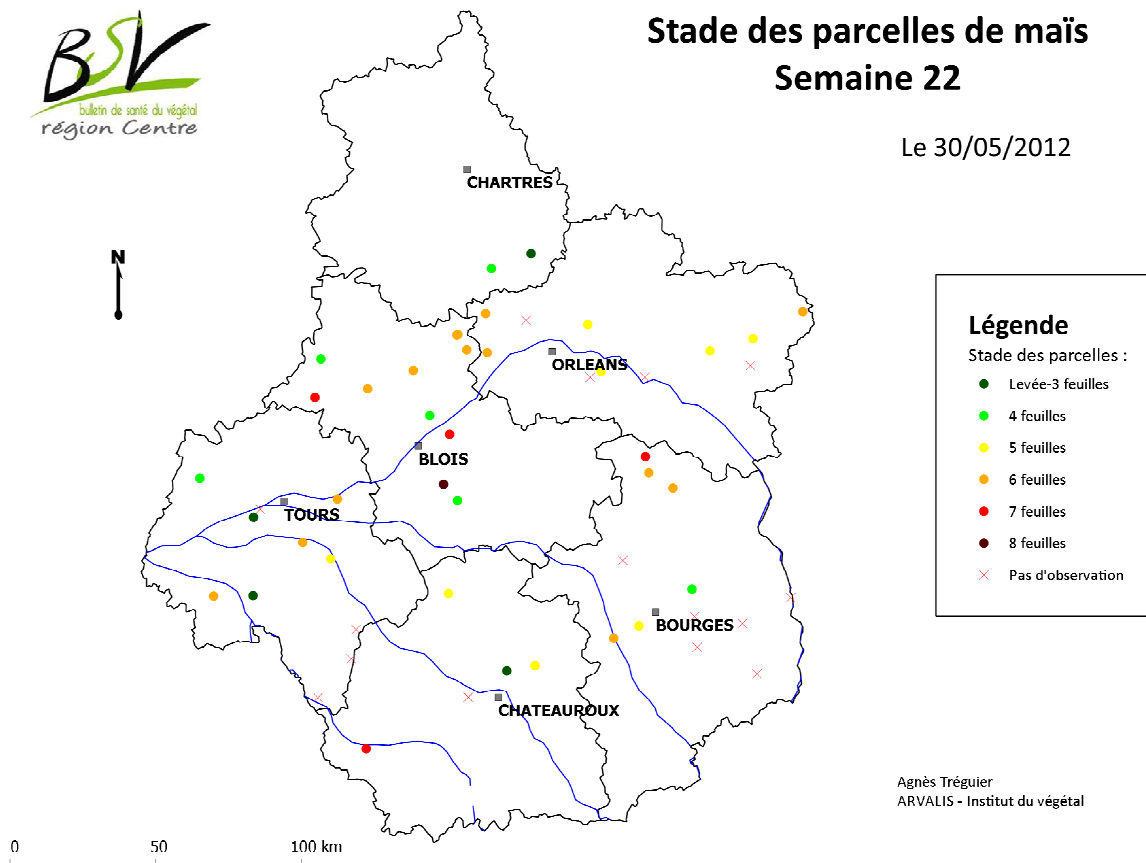 BSV
bulletin de santé du végétal
région Centre
Stade des parcelles de maïs
Semaine 22
Le 30/05/2012
CHARTRES
N
ORLEANS
BLOIS
TOURS
BOURGES
CHATEAUROUX
Légende
Stade des parcelles :
Levée-3 feuilles
4 feuilles
5 feuilles
6 feuilles
7 feuilles
8 feuilles
Pas d'observation
Agnès Tréguier
ARVALIS - Institut du végétal
0 50 100 km